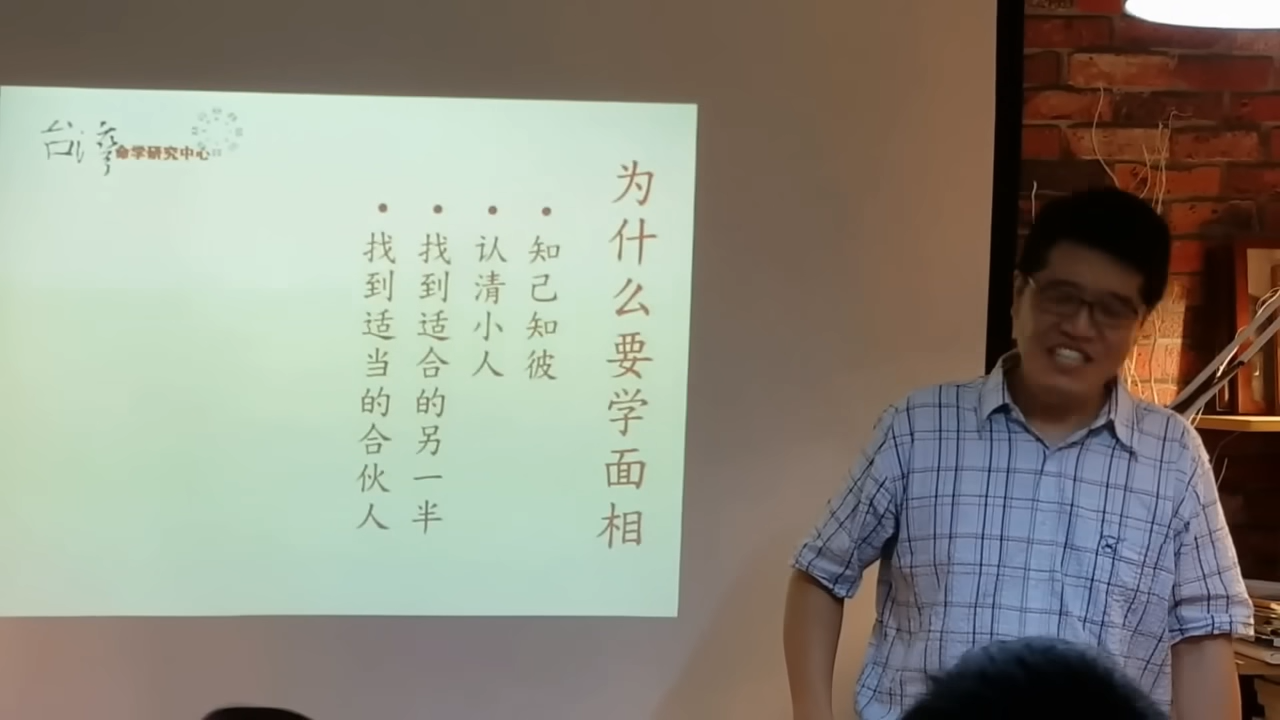 台湾
命学研究中心
为什么要学面相
• 知己知彼
• 认清小人
• 找到适合的另一半
• 找到适当的合伙人